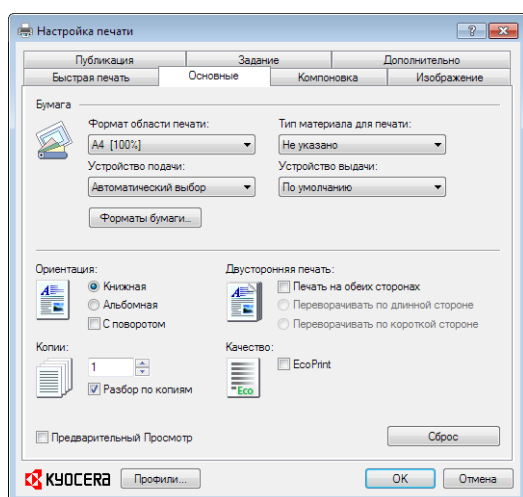 Настройка печати
Публикация Задание Дополнительно
Быстрая печать Основные Компоновка Изображение
Бумага
Формат области печати: Тип материала для печати:
A4 [100%] Не указано
Устройство подачи: Устройство выдачи:
Автоматический выбор По умолчанию
Форматы бумаги...
Ориентация: Двусторонняя печать:
Книжная Печать на обеих сторонах
Альбомная Переворачивать по длинной стороне
С поворотом Переворачивать по короткой стороне
Копии: Качество:
1 EcoPrint
Разбор по копиям Eco
Предварительный Просмотр Сброс
KYOCERA Профили... OK Отмена